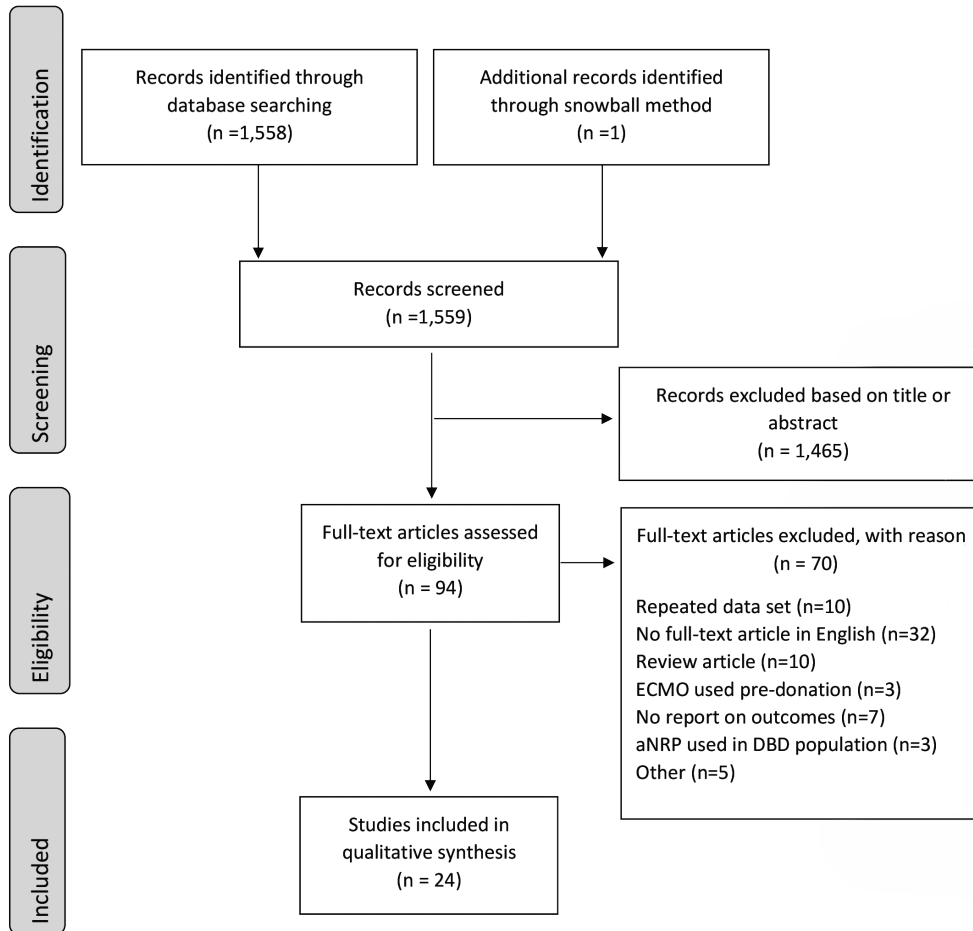 Identification
Records identified through
database searching
(n =1,558)
Additional records identified
through snowball method
(n =1)
Screening
Records screened
(n =1,559)
Records excluded based on title or
abstract
(n = 1,465)
Eligibility
Full-text articles assessed
for eligibility
(n = 94)
Full-text articles excluded, with reason
(n = 70)
Repeated data set (n=10)
No full-text article in English (n=32)
Review article (n=10)
ECMO used pre-donation (n=3)
No report on outcomes (n=7)
aNRP used in DBD population (n=3)
Other (n=5)
Included
Studies included in
qualitative synthesis
(n = 24)